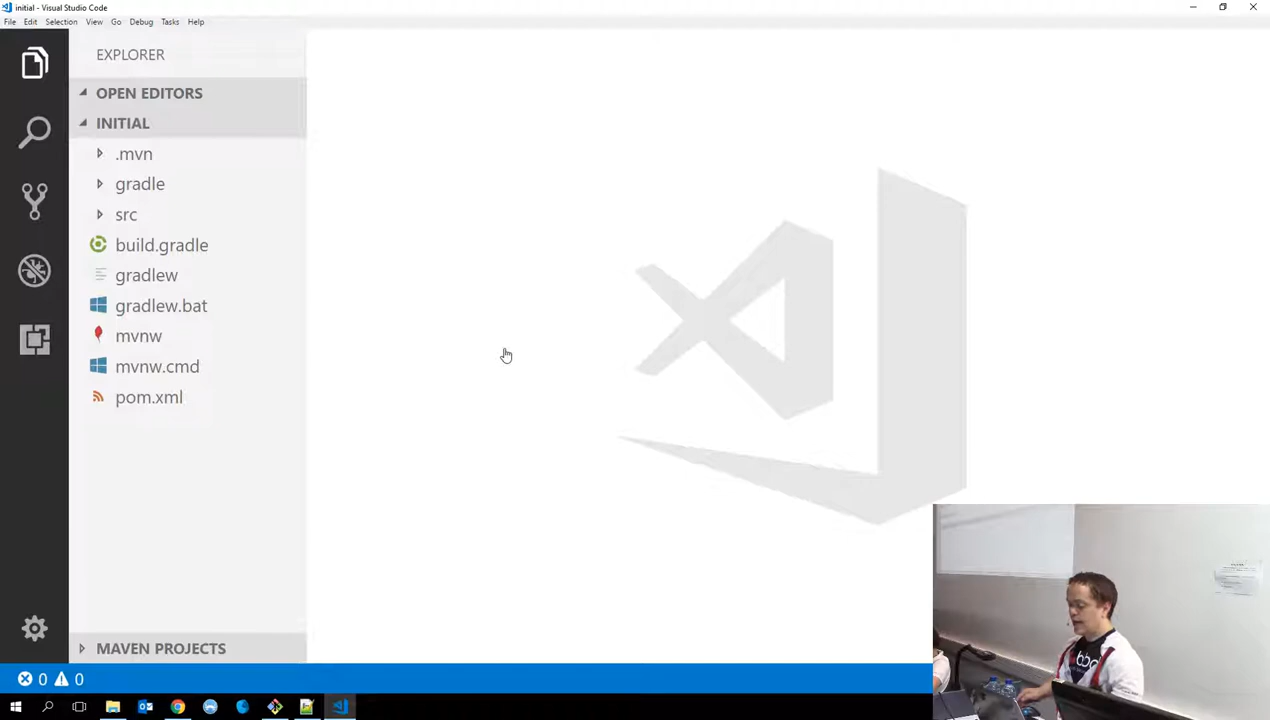 initial - Visual Studio Code
File Edit Selection View Go Debug Tasks Help
EXPLORER
OPEN EDITORS
INITIAL
.mvn
gradle
src
build.gradle
gradlew
gradlew.bat
mvnw
mvnw.cmd
pom.xml
MAVEN PROJECTS
0 0
bbd